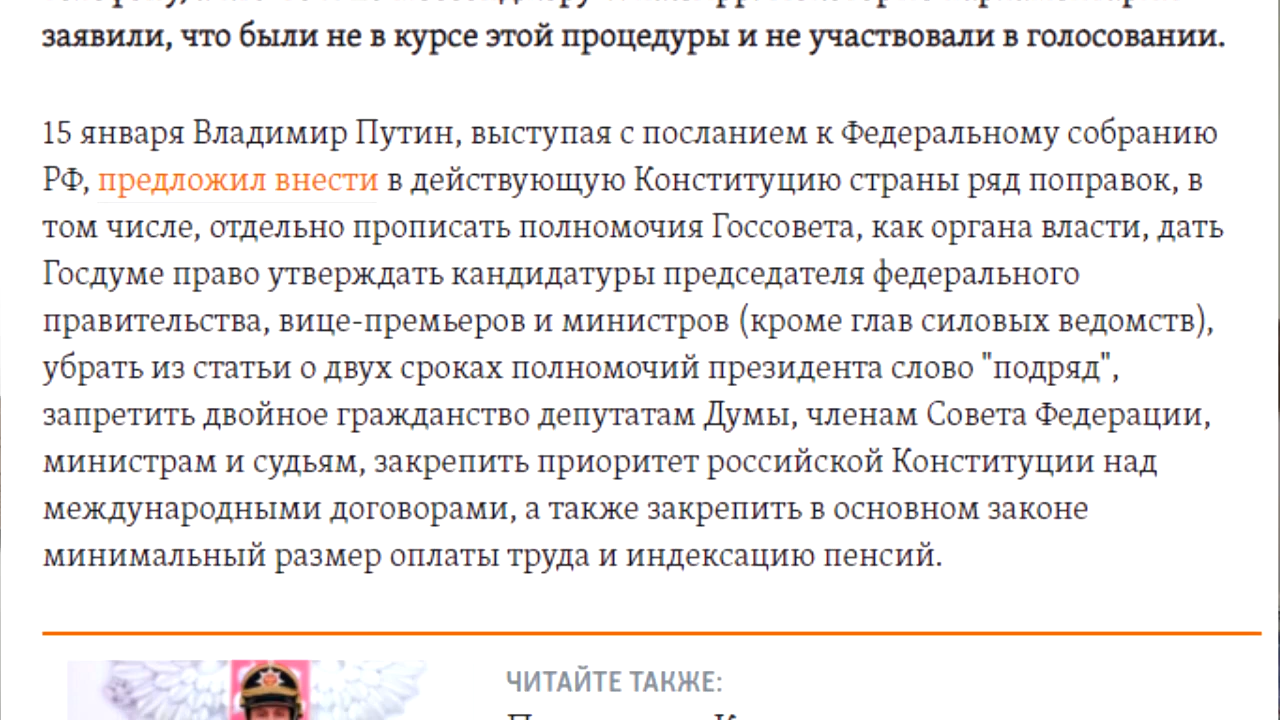 заявили, что были не в курсе этой процедуры и не участвовали в голосовании.
15 января Владимир Путин, выступая с посланием к Федеральному собранию
РФ, предложил внести в действующую Конституцию страны ряд поправок, в
том числе, отдельно прописать полномочия Госсовета, как органа власти, дать
Госдуме право утверждать кандидатуры председателя федерального
правительства, вице-премьеров и министров (кроме глав силовых ведомств),
убрать из статьи о двух сроках полномочий президента слово "подряд",
запретить двойное гражданство депутатам Думы, членам Совета Федерации,
министрам и судьям, закрепить приоритет российской Конституции над
международными договорами, а также закрепить в основном законе
минимальный размер оплаты труда и индексацию пенсий.
ЧИТАЙТЕ ТАКЖЕ: